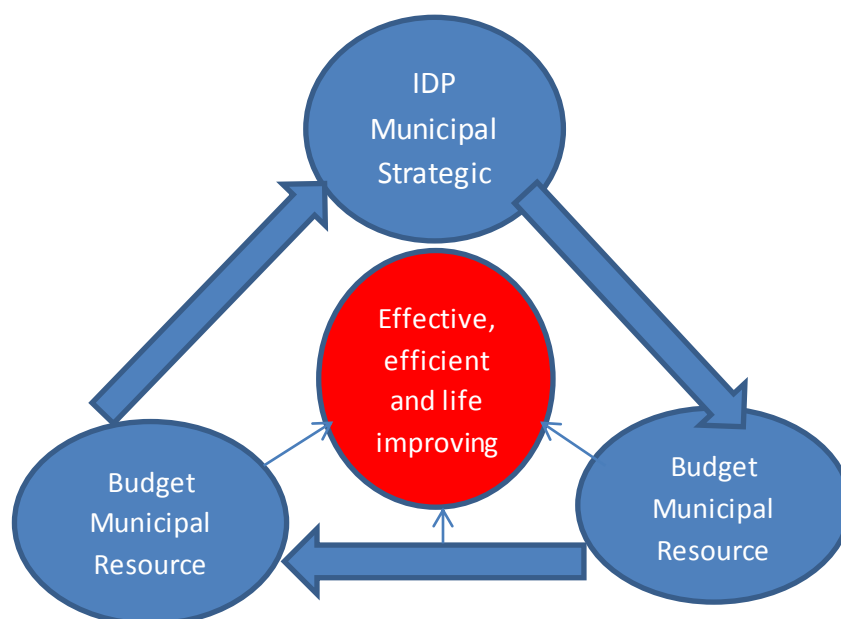 IDP
Municipal
Strategic
Effective,
efficient
and life
improving
Budget
Municipal
Resource
Budget
Municipal
Resource